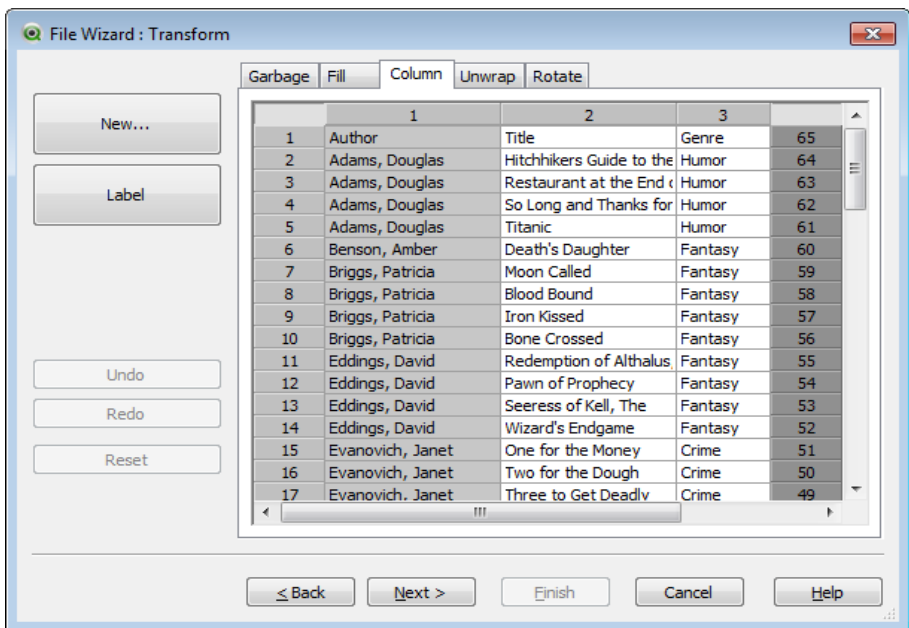 File Wizard : Transform
Garbage Fill Column Unwrap Rotate
New...
Label
Undo
Redo
Reset
1 2 3
1 Author Title Genre 65
2 Adams, Douglas Hitchhikers Guide to the Humor 64
3 Adams, Douglas Restaurant at the End Humor 63
4 Adams, Douglas So Long and Thanks for Humor 62
5 Adams, Douglas Titanic Humor 61
6 Benson, Amber Death's Daughter Fantasy 60
7 Briggs, Patricia Moon Called Fantasy 59
8 Briggs, Patricia Blood Bound Fantasy 58
9 Briggs, Patricia Iron Kissed Fantasy 57
10 Briggs, Patricia Bone Crossed Fantasy 56
11 Eddings, David Redemption of Althalus, Fantasy 55
12 Eddings, David Pawn of Prophecy Fantasy 54
13 Eddings, David Seeress of Kell, The Fantasy 53
14 Eddings, David Wizard's Endgame Fantasy 52
15 Evanovich, Janet One for the Money Crime 51
16 Evanovich, Janet Two for the Dough Crime 50
17 Evanovich, Janet Three to Get Deadly Crime 49
< Back Next > Finish Cancel Help